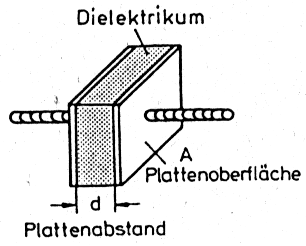 Dielektrikum
A
Plattenoberfläche
d
Plattenabstand